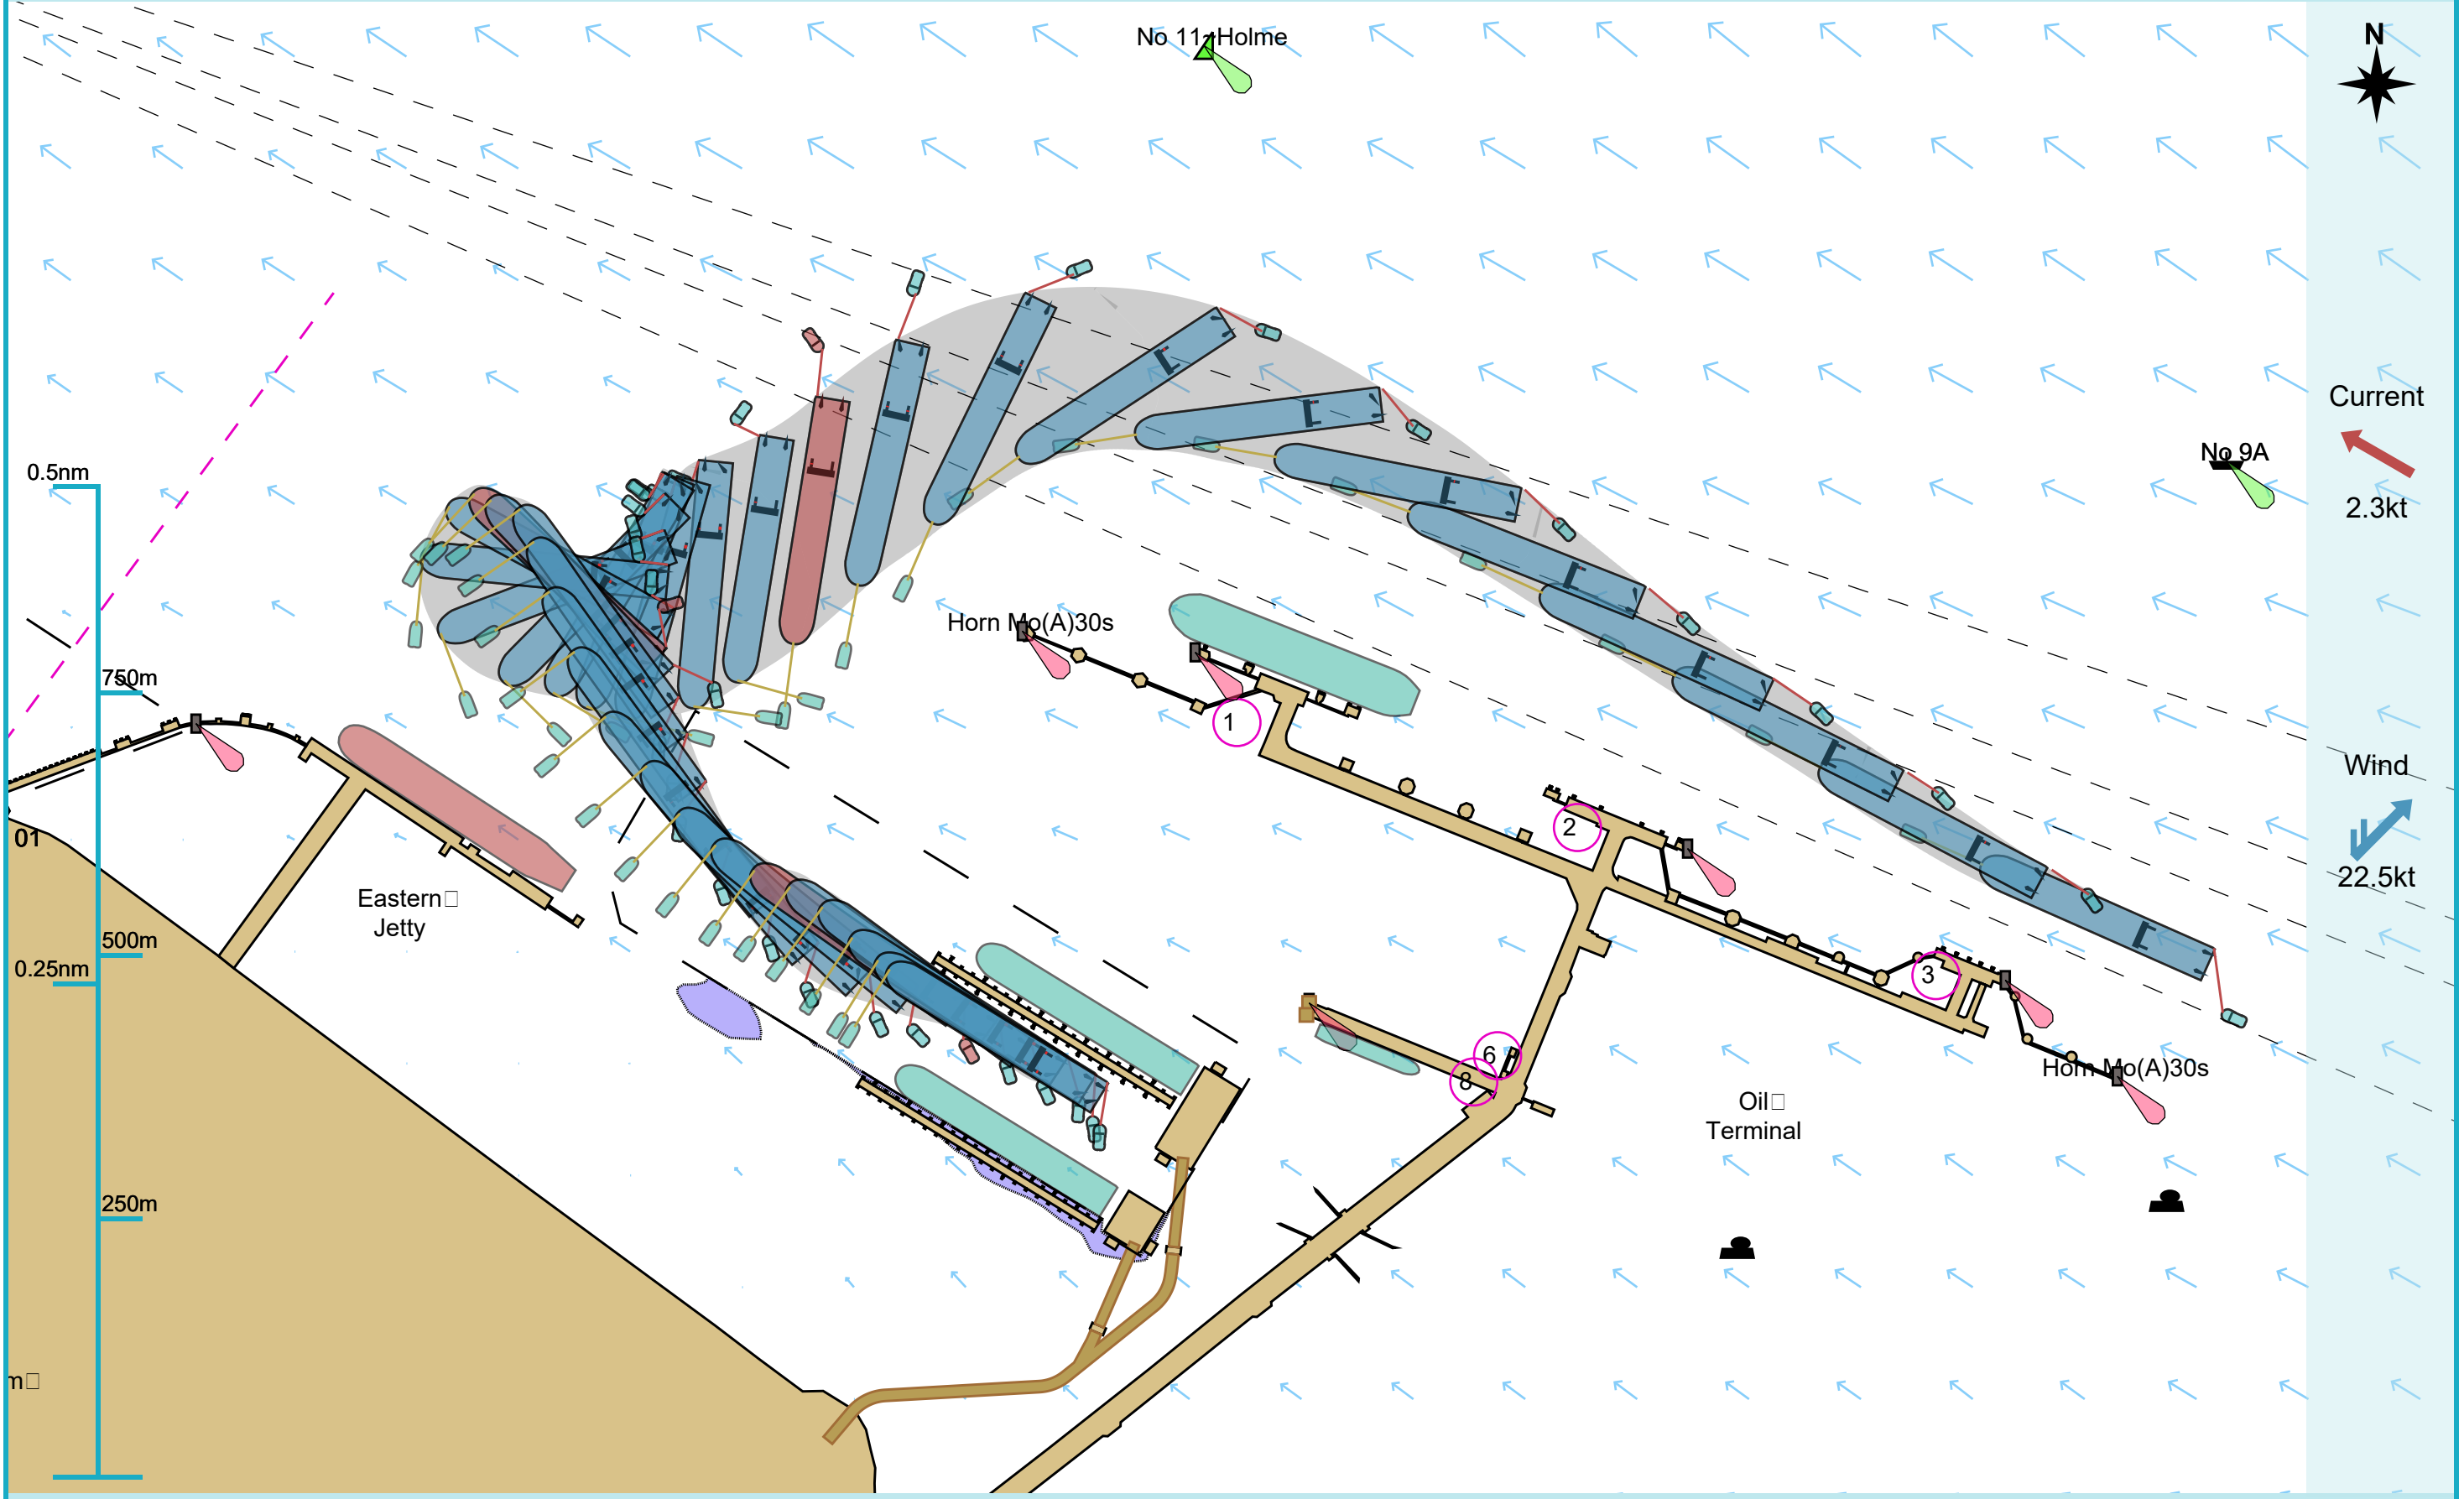 No 11 Holme
N
Current
2.3kt
No 9A
0.5nm
Horn Mo(A)30s
750m
1
Wind
22.5kt
2
01
Eastern
Jetty
500m
0.25nm
3
6
8
Horn Mo(A)30s
Oil
Terminal
250m
m